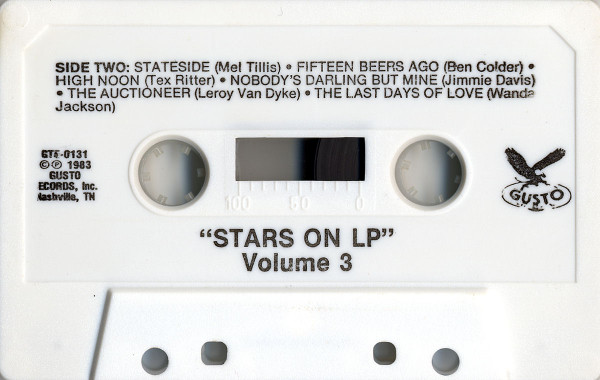 SIDE TWO: STATESIDE (Mel Tillis) • FIFTEEN BEERS AGO (Ben Colder) •
HIGH NOON (Tex Ritter) • NOBODY'S DARLING BUT MINE (Jimmie Davis)
• THE AUCTIONEER (Leroy Van Dyke) • THE LAST DAYS OF LOVE (Wanda
Jackson)
GTE-0131
© ℗ 1983
GUSTO
ECORDS, Inc.
Nashville, TN
GUSTO
100 50 0
"STARS ON LP"
Volume 3